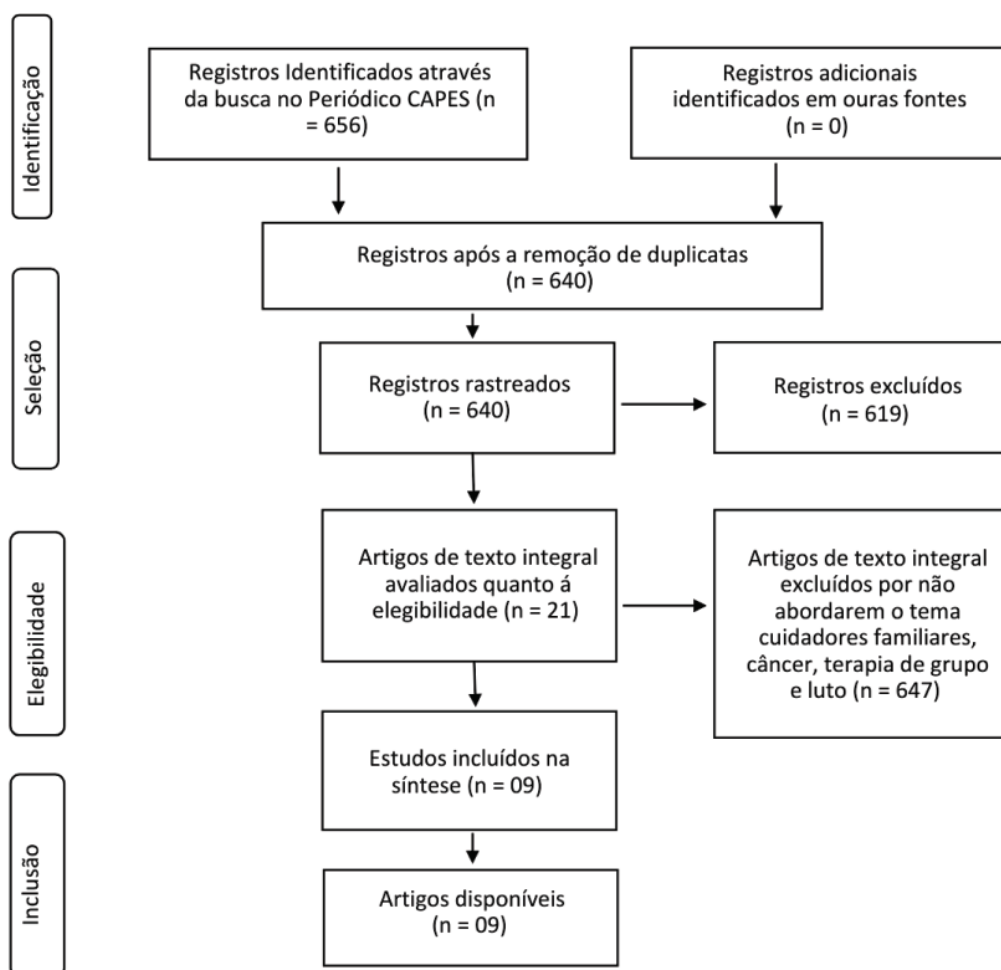 Identificação
Registros Identificados através
da busca no Periódico CAPES (n
= 656)
Registros adicionais
identificados em ouras fontes
(n = 0)
Registros após a remoção de duplicatas
(n = 640)
Seleção
Registros rastreados
(n = 640)
Registros excluídos
(n = 619)
Elegibilidade
Artigos de texto integral
avaliados quanto á
elegibilidade (n = 21)
Artigos de texto integral
excluídos por não
abordarem o tema
cuidadores familiares,
câncer, terapia de grupo
e luto (n = 647)
Estudos incluídos na
síntese (n = 09)
Inclusão
Artigos disponíveis
(n = 09)